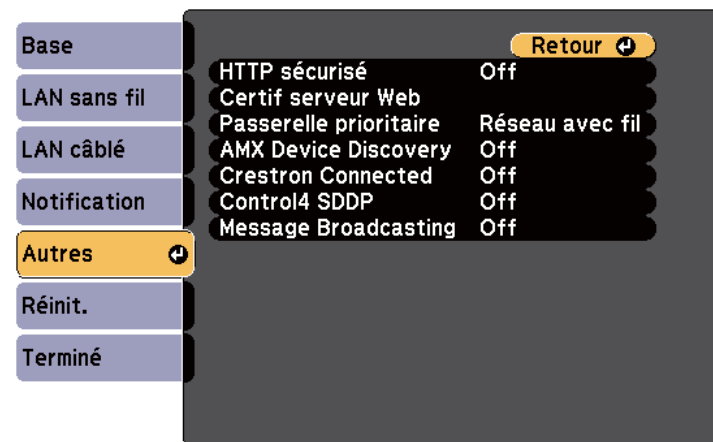 Base
LAN sans fil
LAN câblé
Notification
Autres
Réinit.
Terminé
Retour
HTTP sécurisé Off
Certif serveur Web
Passerelle prioritaire Réseau avec fil
AMX Device Discovery Off
Crestron Connected Off
Control4 SDDP Off
Message Broadcasting Off